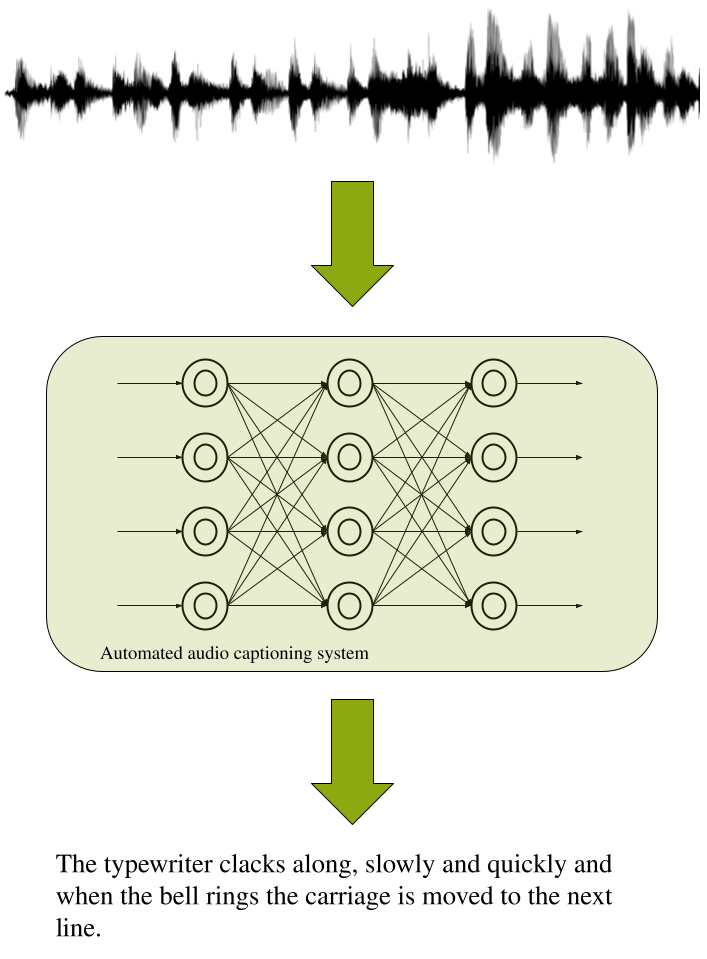 Automated audio captioning system
The typewriter clacks along, slowly and quickly and
when the bell rings the carriage is moved to the next
line.